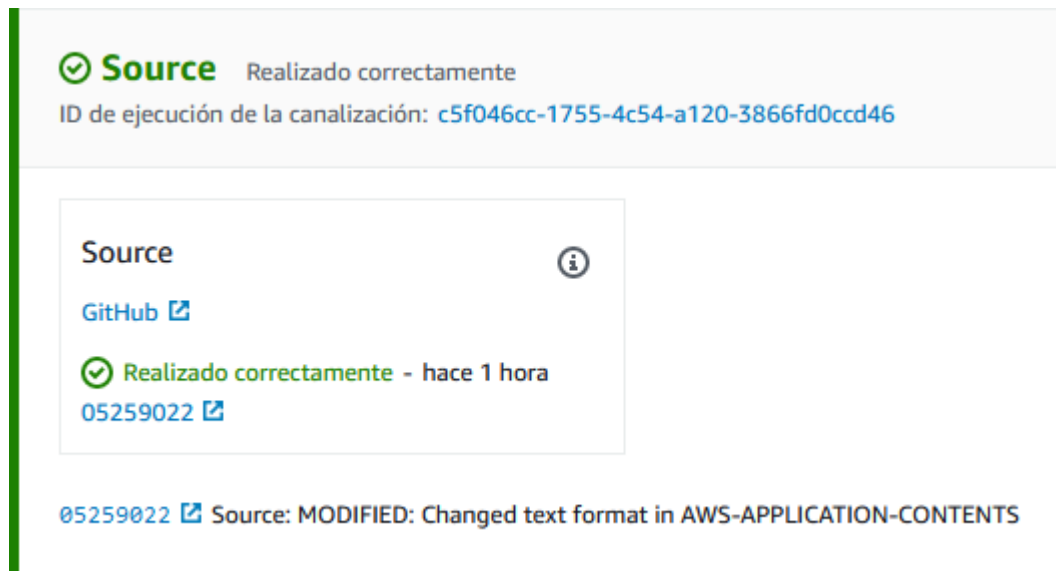 Source Realizado correctamente
ID de ejecución de la canalización: c5f046cc-1755-4c54-a120-3866fd0ccd46
Source
GitHub
Realizado correctamente - hace 1 hora
05259022
05259022 Source: MODIFIED: Changed text format in AWS-APPLICATION-CONTENTS